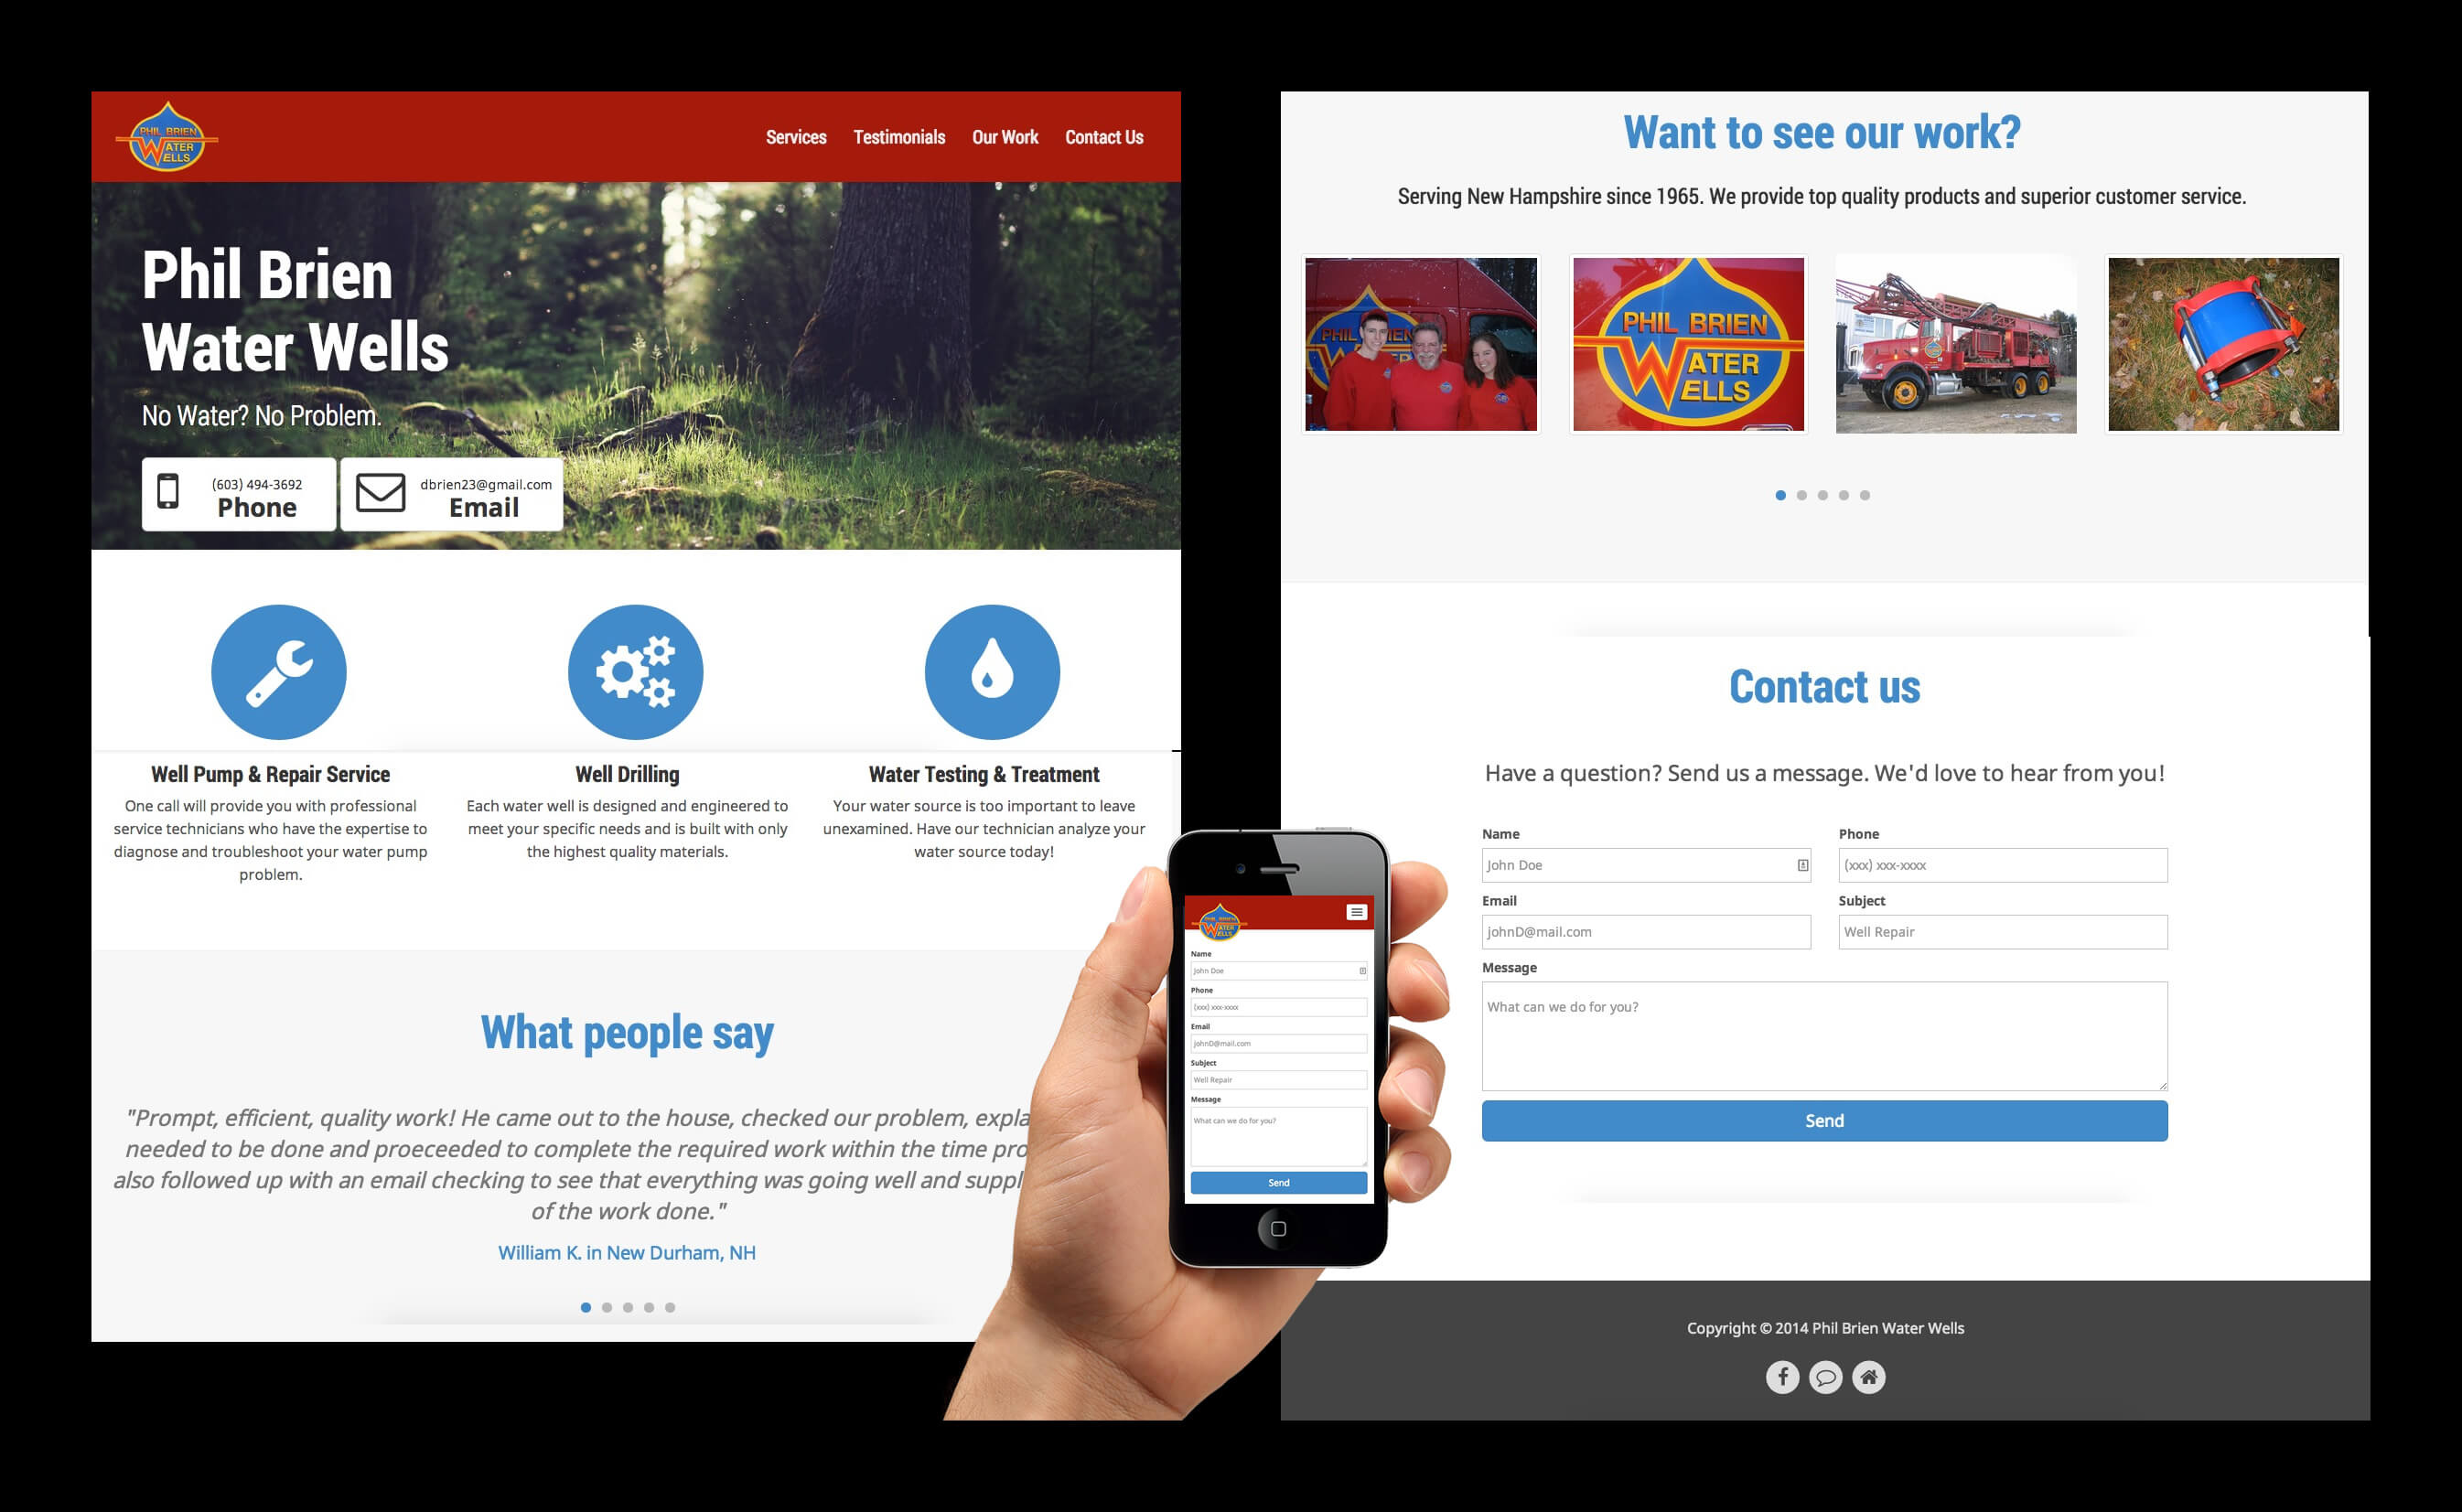 PHIL BRIEN
WATER
WELLS
Services Testimonials Our Work Contact Us
Phil Brien
Water Wells
No Water? No Problem.
(603) 494-3692
Phone
dbrien23@gmail.com
Email
Well Pump & Repair Service
One call will provide you with professional
service technicians who have the expertise to
diagnose and troubleshoot your water pump
problem.
Well Drilling
Each water well is designed and engineered to
meet your specific needs and is built with only
the highest quality materials.
Water Testing & Treatment
Your water source is too important to leave
unexamined. Have our technician analyze your
water source today!
What people say
"Prompt, efficient, quality work! He came out to the house, checked our problem, expla
needed to be done and proeceeded to complete the required work within the time pro
also followed up with an email checking to see that everything was going well and suppl
of the work done."
William K. in New Durham, NH
PHIL BRIEN
WATER
WELLS
Name
John Doe
Phone
(xxx) xxx-xxxx
Email
johnD@mail.com
Subject
Well Repair
Message
What can we do for you?
Send
Want to see our work?
Serving New Hampshire since 1965. We provide top quality products and superior customer service.
PHIL BRIEN
WATER
WELLS
Contact us
Have a question? Send us a message. We'd love to hear from you!
Name
John Doe
Phone
(xxx) xxx-xxxx
Email
johnD@mail.com
Subject
Well Repair
Message
What can we do for you?
Send
Copyright © 2014 Phil Brien Water Wells